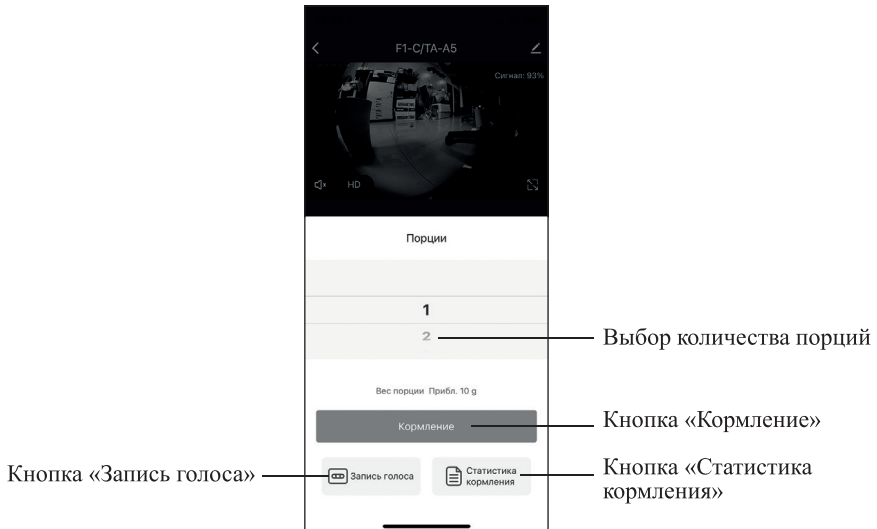 F1-C/TA-A5
Сигнал: 93%
HD
Порции
1
2
Выбор количества порций
Вес порции Прибл. 10 g
Кормление
Кнопка «Кормление»
Кнопка «Запись голоса»
Запись голоса
Статистика
кормления
Кнопка «Статистика
кормления»